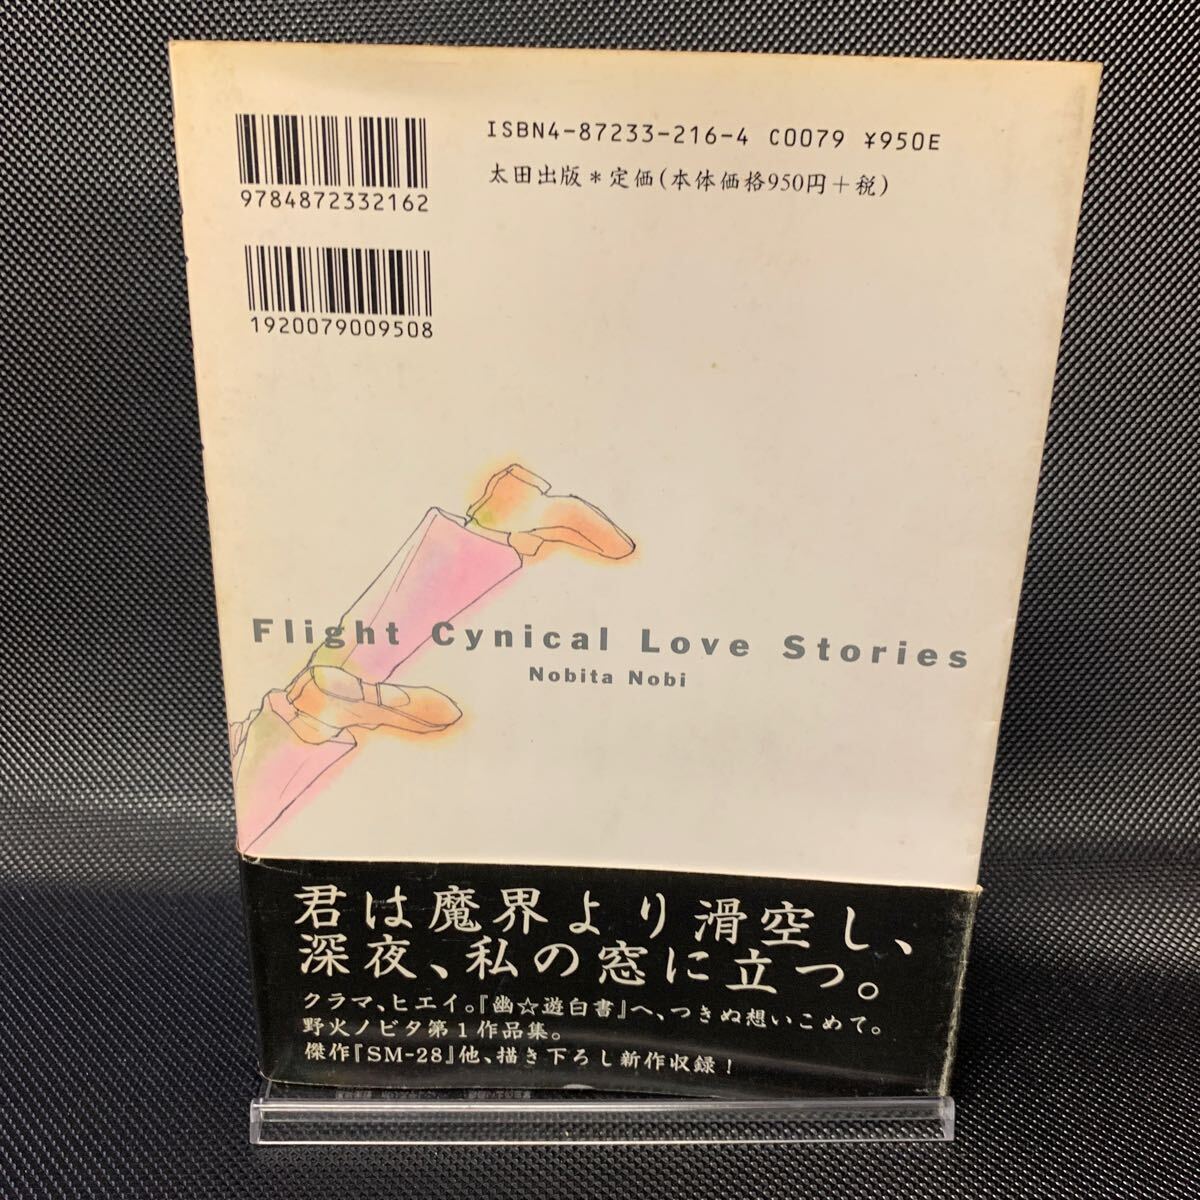 ISBN4-87233-216-4 C0079 ¥950E
太田出版＊定価(本体価格950円＋税)
9784872332162
1920079009508
Flight Cynical Love Stories
Nobita Nobi
君は魔界より滑空し、
深夜、私の窓に立つ。
クラマ、ヒエイ。『幽☆遊白書』へ、つきぬ想いこめて。
野火ノビタ第1作品集。
傑作『SM-28』他、描き下ろし新作収録！